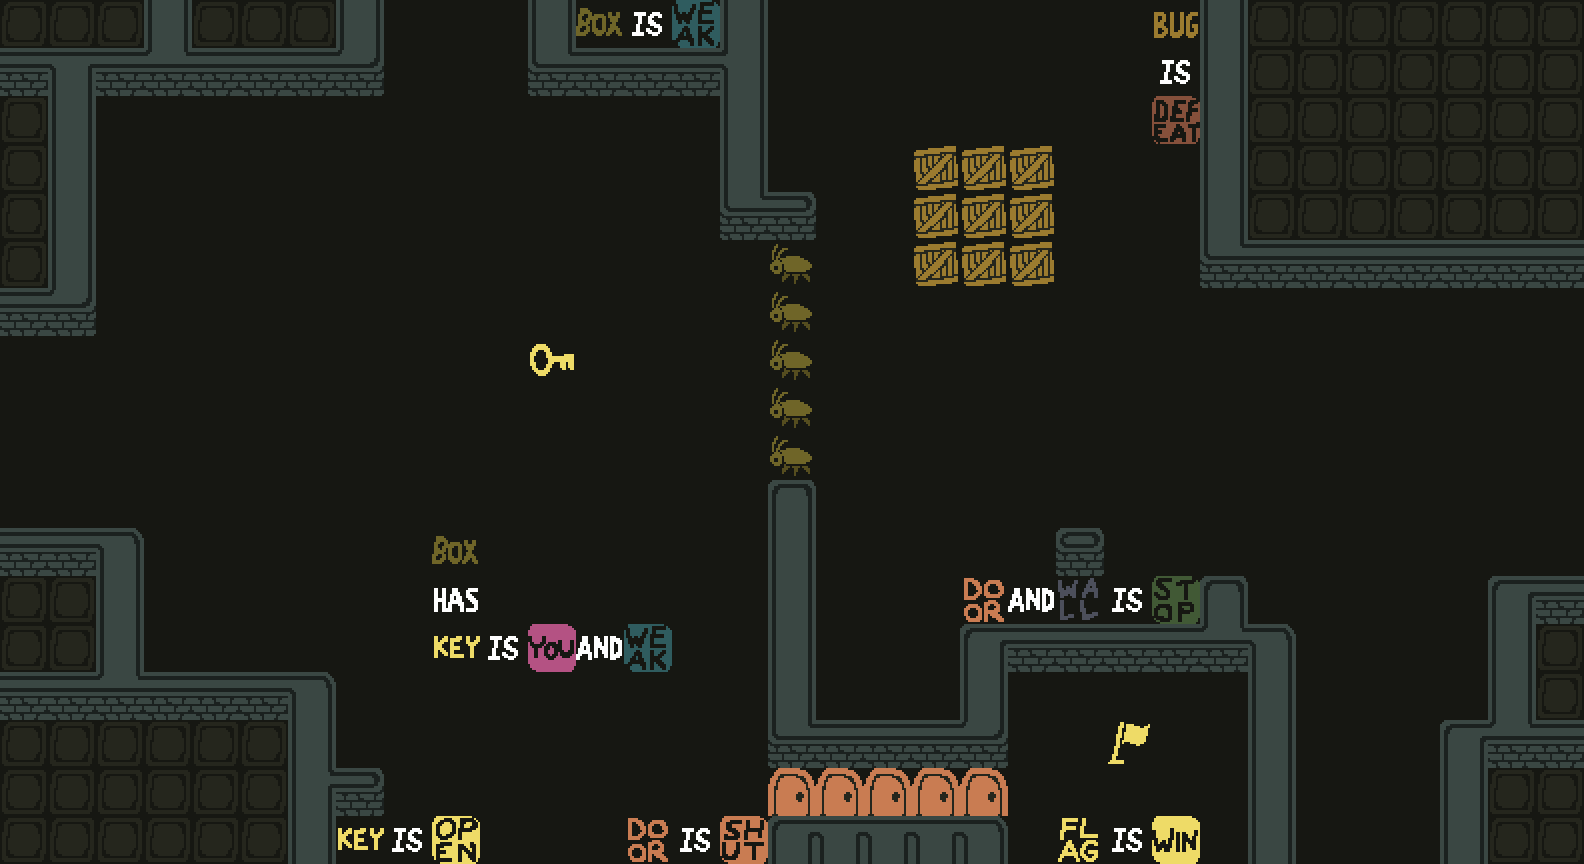 BOX IS WEAK
BUG
IS
DEFEAT
BOX
HAS
KEY IS YOU AND WEAK
DOOR AND WALL IS STOP
KEY IS OPEN
DOOR IS SHUT
FLAG IS WIN